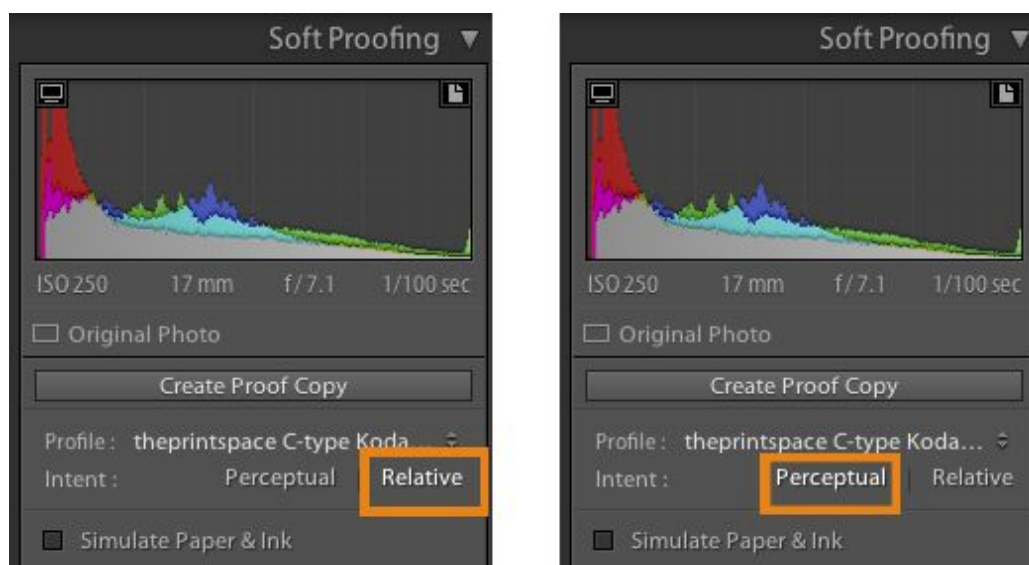 Soft Proofing
ISO 250 17 mm f/7.1 1/100 sec
Original Photo
Create Proof Copy
Profile : theprintspace C-type Koda...
Intent : Perceptual Relative
Simulate Paper & Ink
Soft Proofing
ISO 250 17 mm f/7.1 1/100 sec
Original Photo
Create Proof Copy
Profile : theprintspace C-type Koda...
Intent : Perceptual Relative
Simulate Paper & Ink